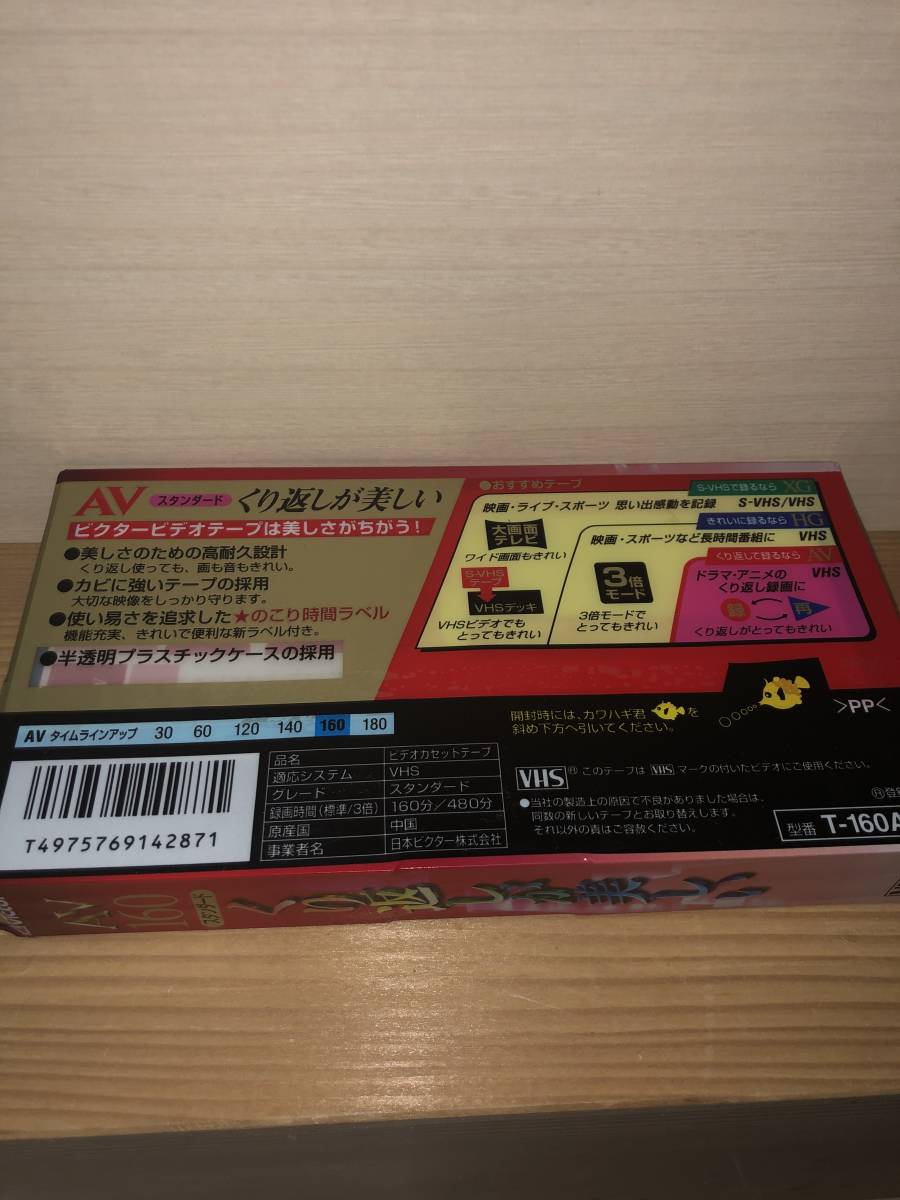 AV スタンダード くり返しが美しい
ビクタービデオテープは美しさがちがう!
●美しさのための高耐久設計
くり返し使っても、画も音もきれい。
●カビに強いテープの採用
大切な映像をしっかり守ります。
●使い易さを追求した★のこり時間ラベル
機能充実、きれいで便利な新ラベル付き。
●半透明プラスチックケースの採用
●おすすめテープ
S-VHSで録るなら XG
映画・ライブ・スポーツ 思い出感動を記録 S-VHS/VHS
大画面
テレビ
ワイド画面もきれい
S-VHS
テープ
VHSデッキ
VHSビデオでも
とってもきれい
きれいに録るなら HG
映画・スポーツなど長時間番組に VHS
3倍
モード
3倍モードで
とってもきれい
くり返して録るなら AV
ドラマ・アニメの VHS
くり返し録画に
録 再
くり返しがとってもきれい
AV タイムラインアップ 30 60 120 140 160 180
開封時には、カワハギ君 を
斜め下方へ引いてください。
>PP<
T4975769142871
品名 ビデオカセットテープ
適応システム VHS
グレード スタンダード
録画時間(標準/3倍) 160分/480分
原産国 中国
事業者名 日本ビクター株式会社
VHS® このテープは VHS マークの付いたビデオにご使用ください。
●当社の製造上の原因で不良がありました場合は、
同数の新しいテープとお取り替えします。
それ以外の責はご容赦ください。
®登録
型番 T-160A
AV
160
スタンダード
くり返しが美しい